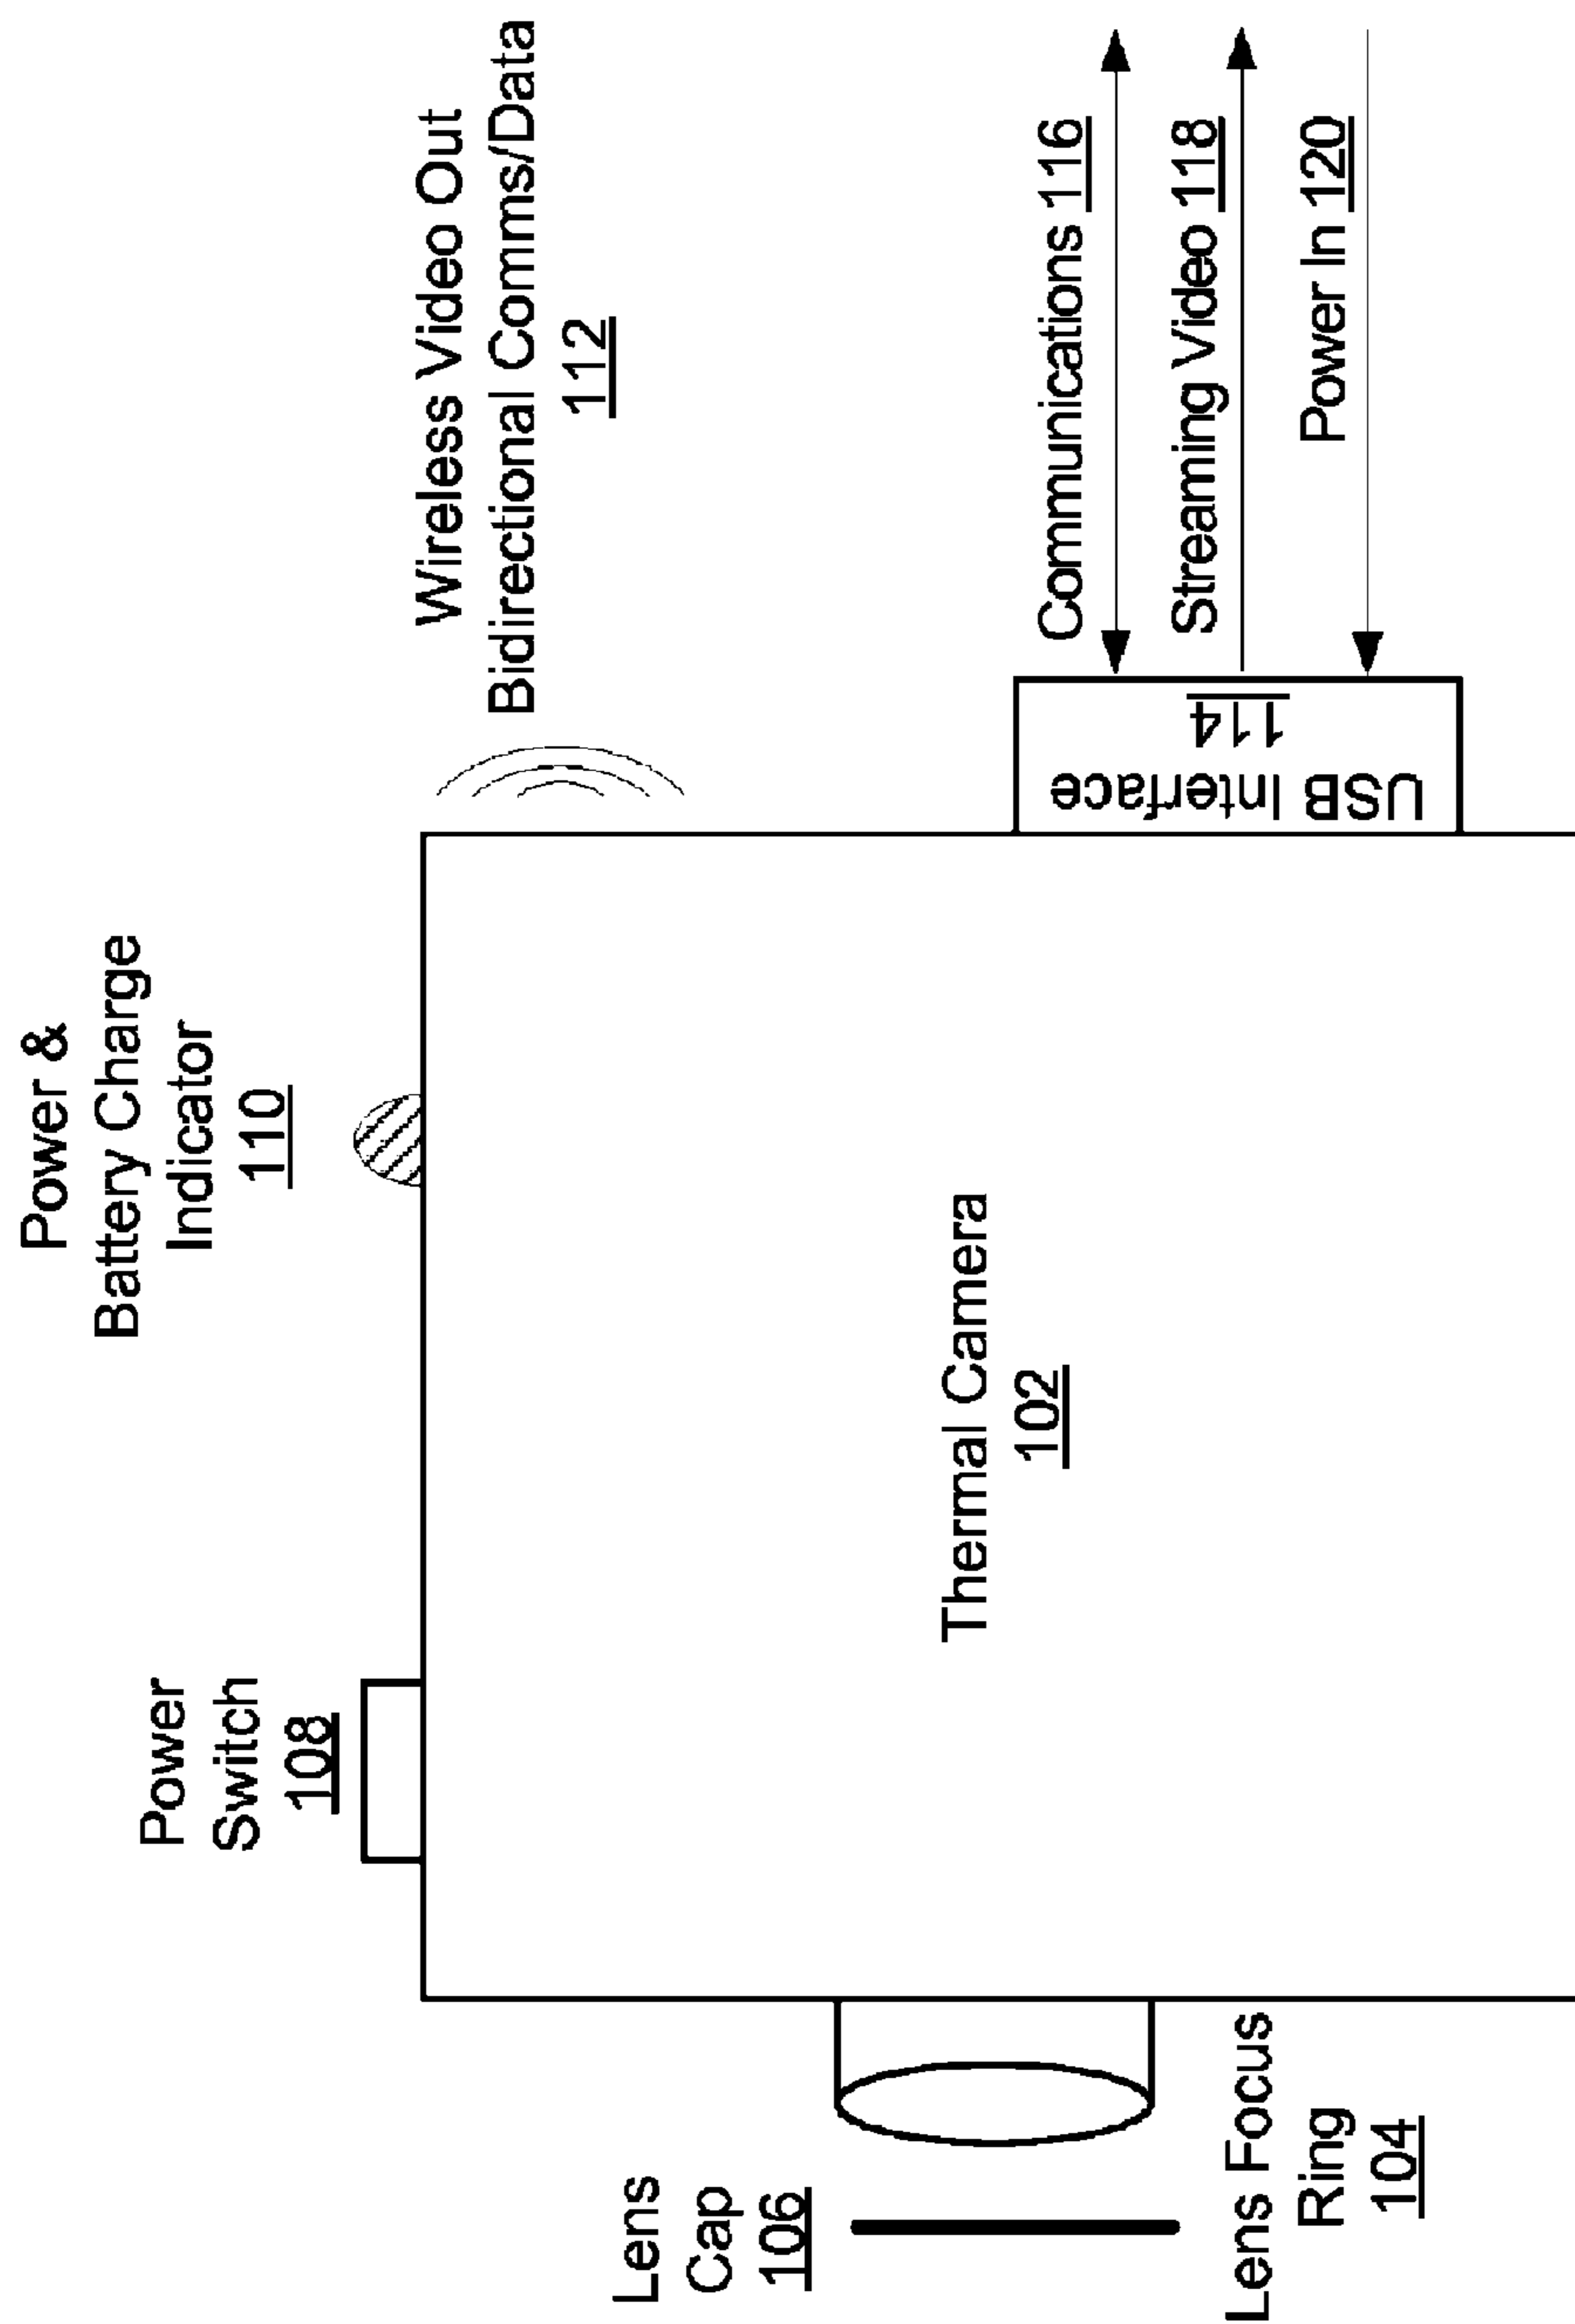 Power &
Battery Charge
Indicator
110
Power
Switch
108
Wireless Video Out
Bidirectional Comms/Data
112
Lens
Cap
106
Thermal Camera
102
USB Interface
114
Communications 116
Streaming Video 118
Power In 120
Lens Focus
Ring
104